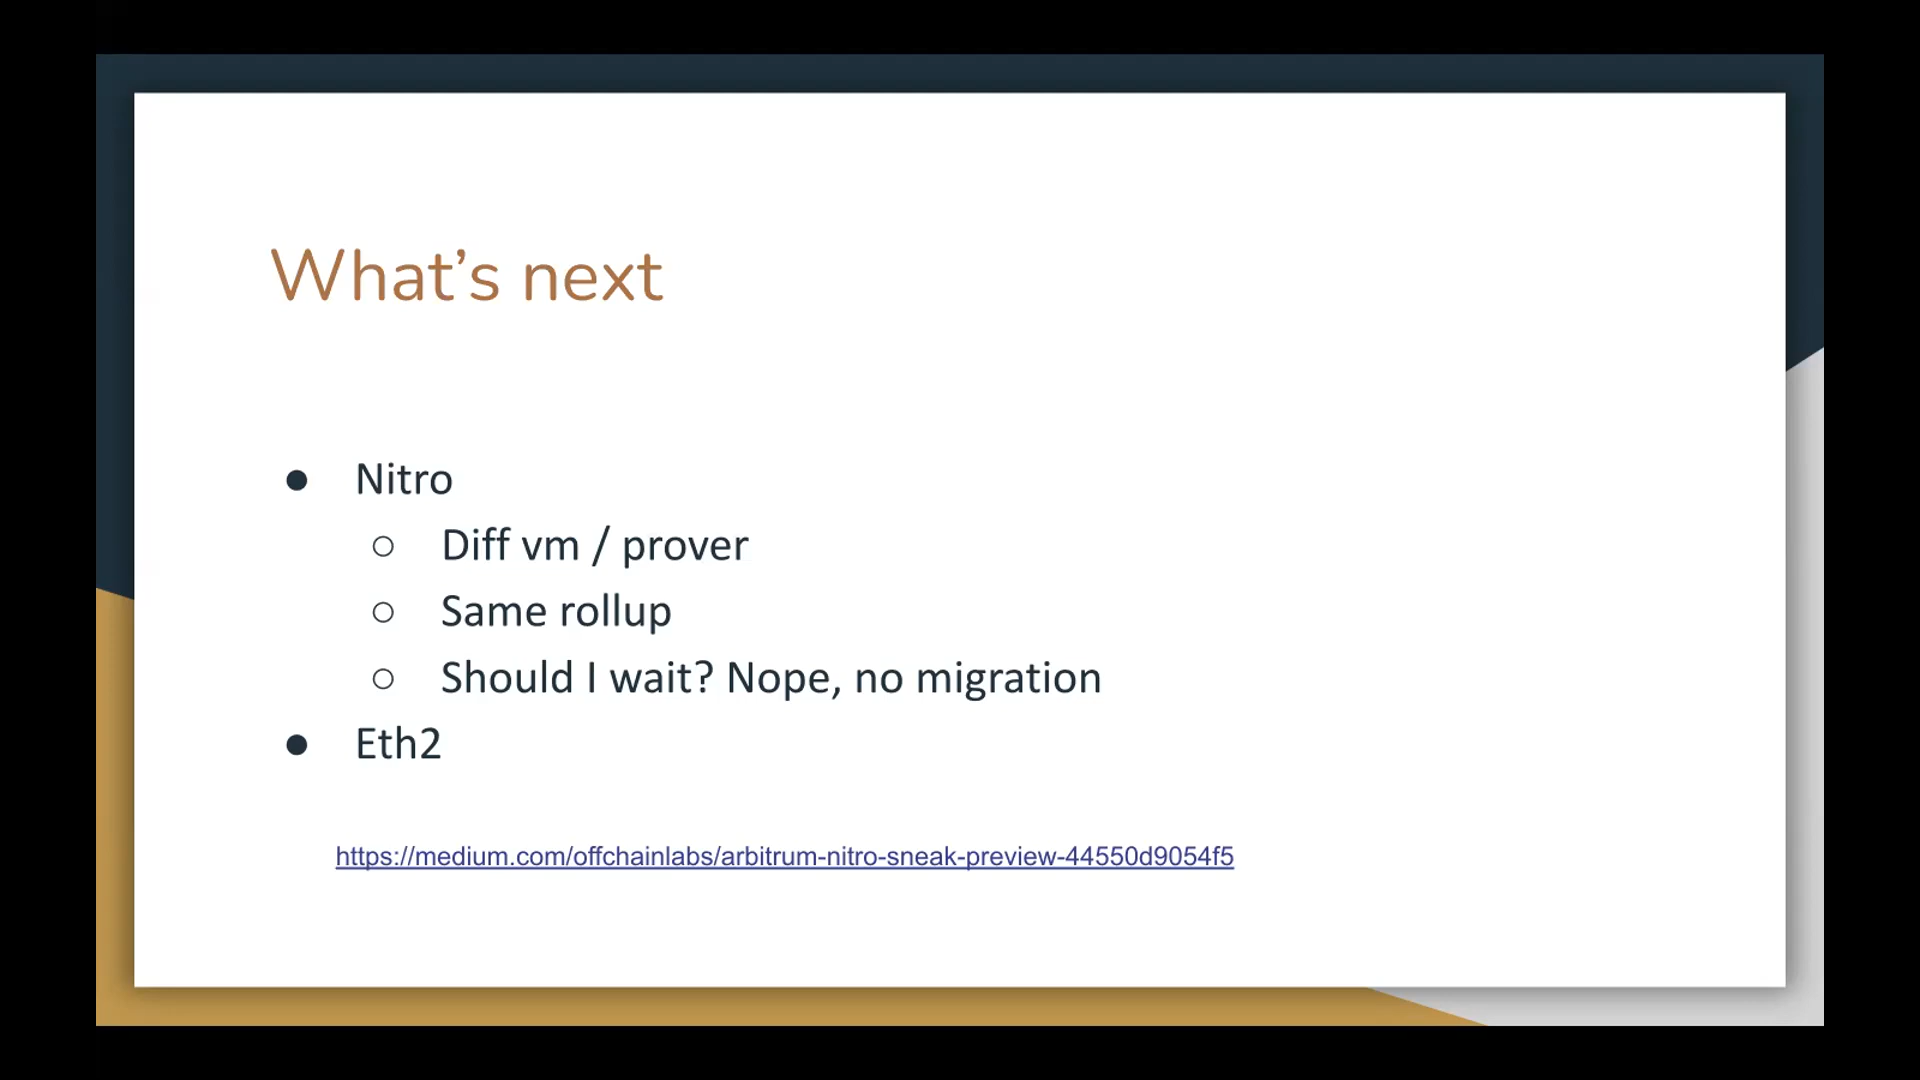 What’s next
● Nitro
○ Diff vm / prover
○ Same rollup
○ Should I wait? Nope, no migration
● Eth2
https://medium.com/offchainlabs/arbitrum-nitro-sneak-preview-44550d9054f5